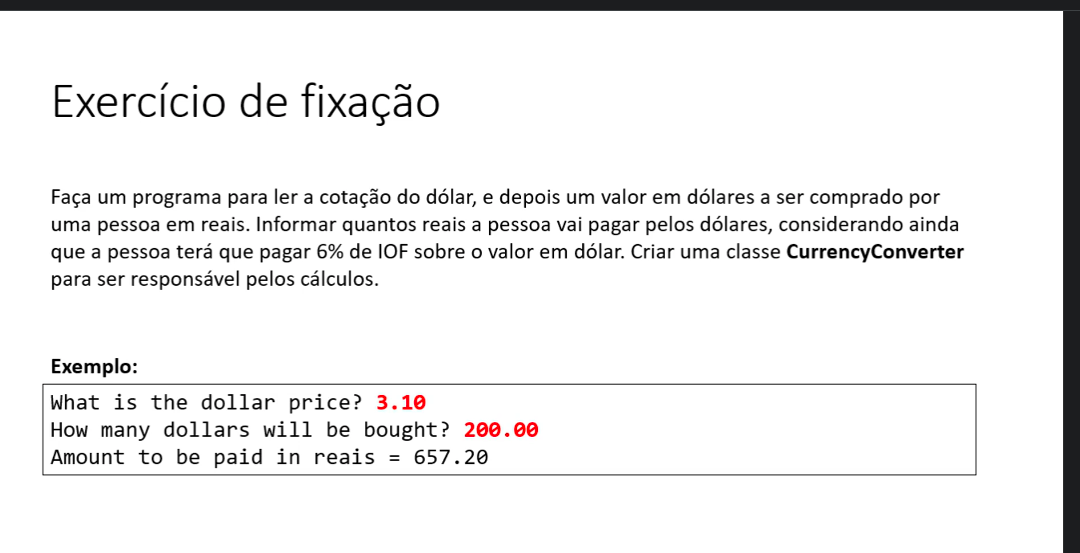 Exercício de fixação
Faça um programa para ler a cotação do dólar, e depois um valor em dólares a ser comprado por
uma pessoa em reais. Informar quantos reais a pessoa vai pagar pelos dólares, considerando ainda
que a pessoa terá que pagar 6% de IOF sobre o valor em dólar. Criar uma classe CurrencyConverter
para ser responsável pelos cálculos.
Exemplo:
What is the dollar price? 3.10
How many dollars will be bought? 200.00
Amount to be paid in reais = 657.20